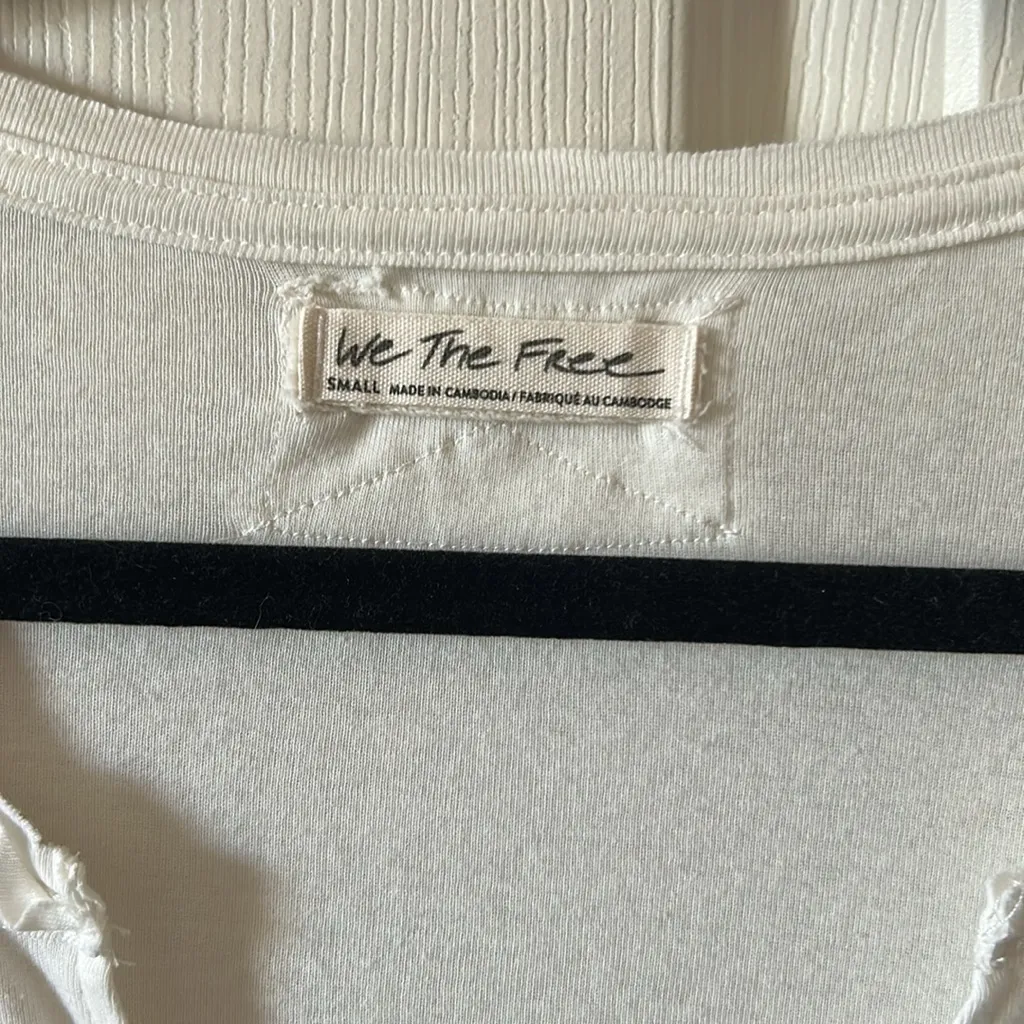 We The Free
SMALL MADE IN CAMBODIA / FABRIQUÉ AU CAMBODGE